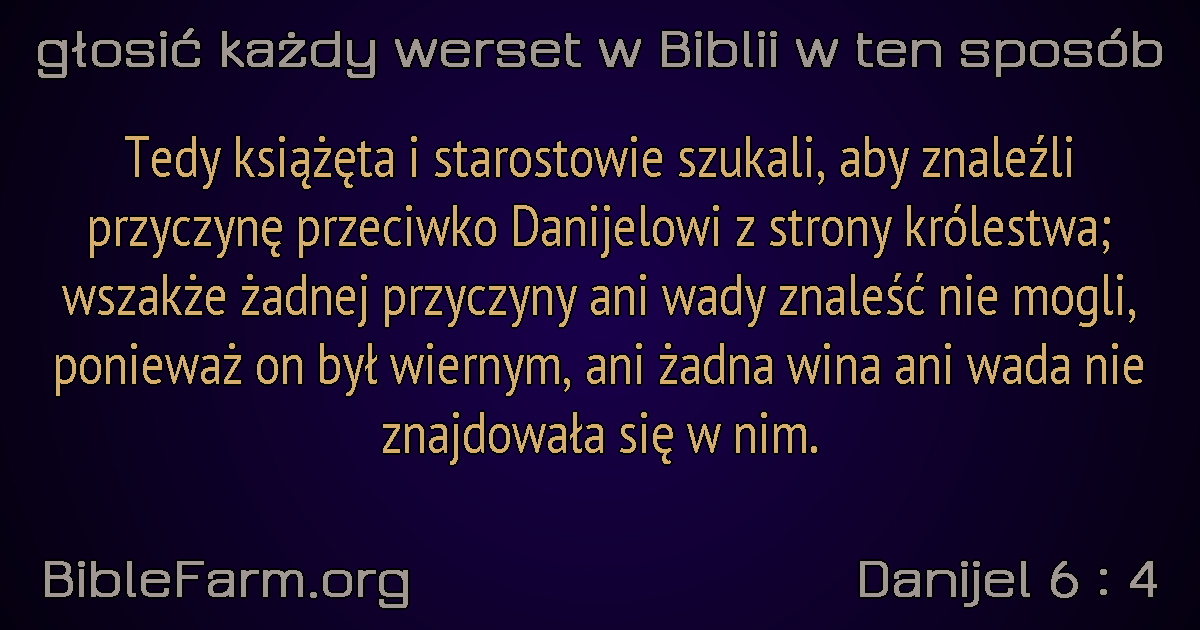 głosić każdy werset w Biblii w ten sposób
Tedy książęta i starostowie szukali, aby znaleźli
przyczynę przeciwko Danijelowi z strony królestwa;
wszakże żadnej przyczyny ani wady znaleść nie mogli,
ponieważ on był wiernym, ani żadna wina ani wada nie
znajdowała się w nim.
BibleFarm.org
Danijel 6 : 4